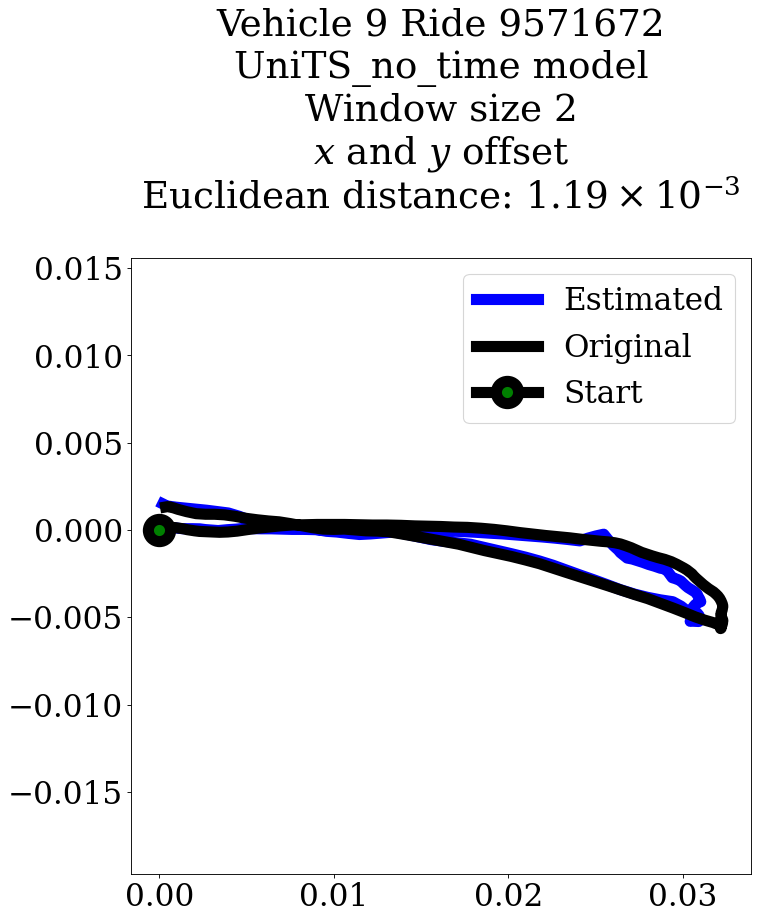 Vehicle 9 Ride 9571672
UniTS_no_time model
Window size 2
x and y offset
Euclidean distance: 1.19 × 10⁻³
0.015
Estimated
0.010
Original
Start
0.005
0.000
−0.005
−0.010
−0.015
0.00 0.01 0.02 0.03